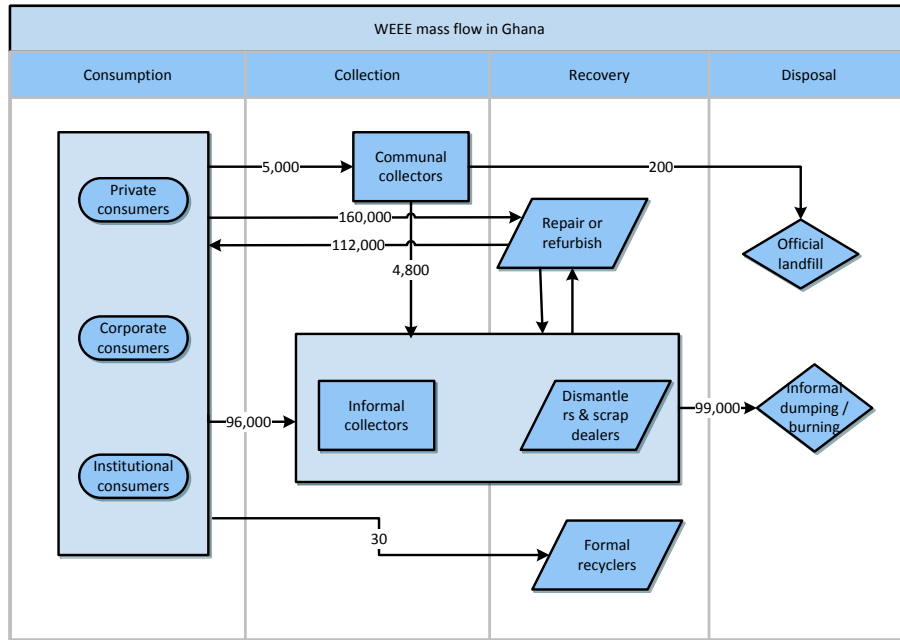 WEEE mass flow in Ghana
Consumption
Collection
Recovery
Disposal
Private
consumers
Corporate
consumers
Institutional
consumers
5,000
Communal
collectors
200
160,000
112,000
4,800
Repair or
refurbish
Official
landfill
96,000
Informal
collectors
Dismantle
rs & scrap
dealers
99,000
Informal
dumping /
burning
30
Formal
recyclers